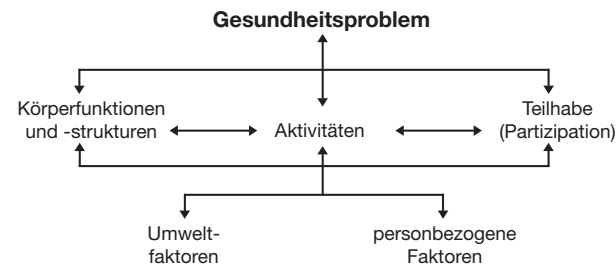 Gesundheitsproblem
Körperfunktionen
und -strukturen
Aktivitäten
Teilhabe
(Partizipation)
Umwelt-
faktoren
personbezogene
Faktoren